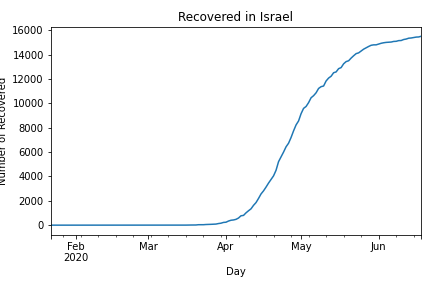 Recovered in Israel
16000
14000
12000
10000
8000
6000
4000
2000
0
Number of Recovered
Feb
2020
Mar
Apr
May
Jun
Day